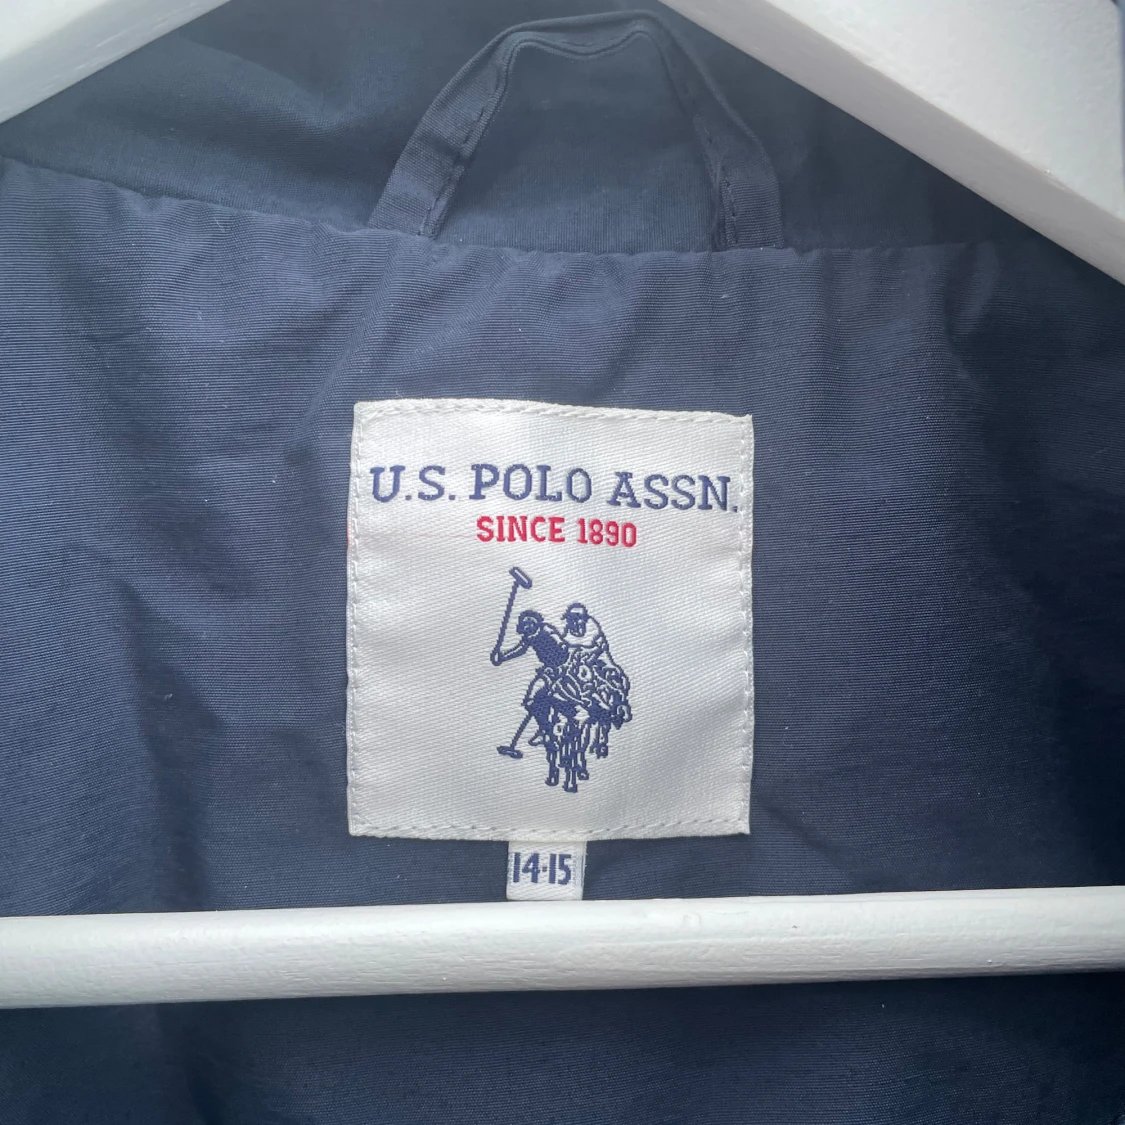 U.S. POLO ASSN.
SINCE 1890
14-15